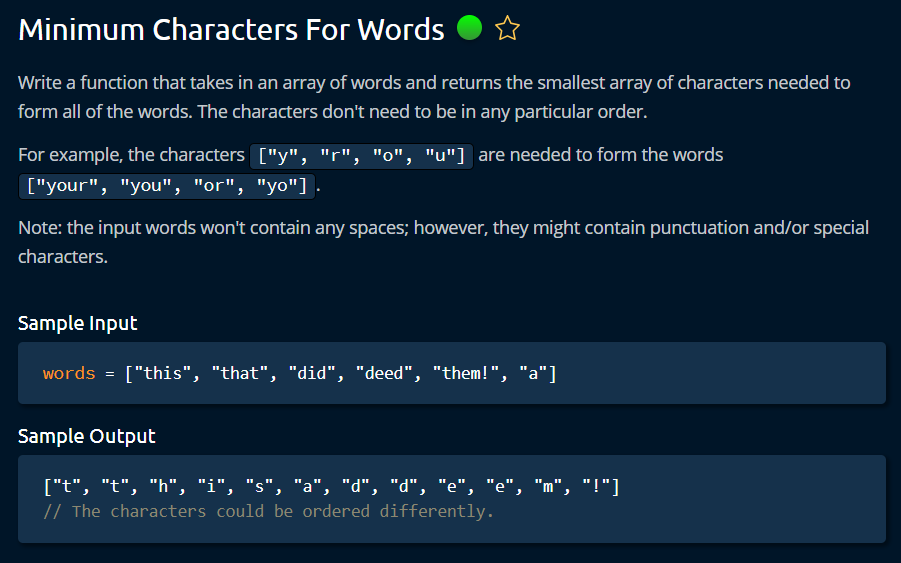 Minimum Characters For Words
Write a function that takes in an array of words and returns the smallest array of characters needed to
form all of the words. The characters don't need to be in any particular order.
For example, the characters ["y", "r", "o", "u"] are needed to form the words
["your", "you", "or", "yo"].
Note: the input words won't contain any spaces; however, they might contain punctuation and/or special
characters.
Sample Input
words = ["this", "that", "did", "deed", "them!", "a"]
Sample Output
["t", "t", "h", "i", "s", "a", "d", "d", "e", "e", "m", "!"]
// The characters could be ordered differently.